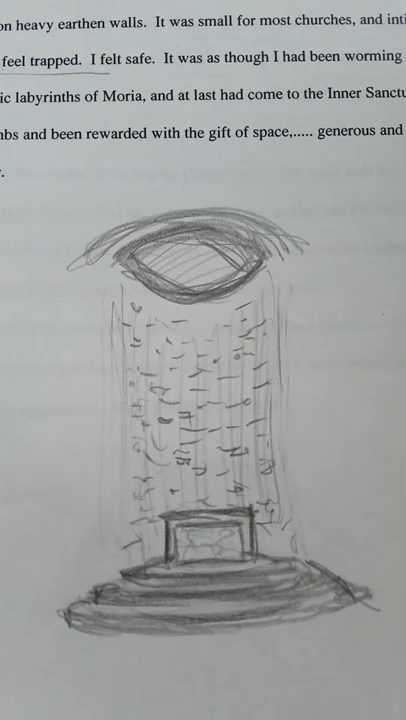 on heavy earthen walls. It was small for most churches, and inti
feel trapped. I felt safe. It was as though I had been worming
ic labyrinths of Moria, and at last had come to the Inner Sanctu
nbs and been rewarded with the gift of space,..... generous and
.